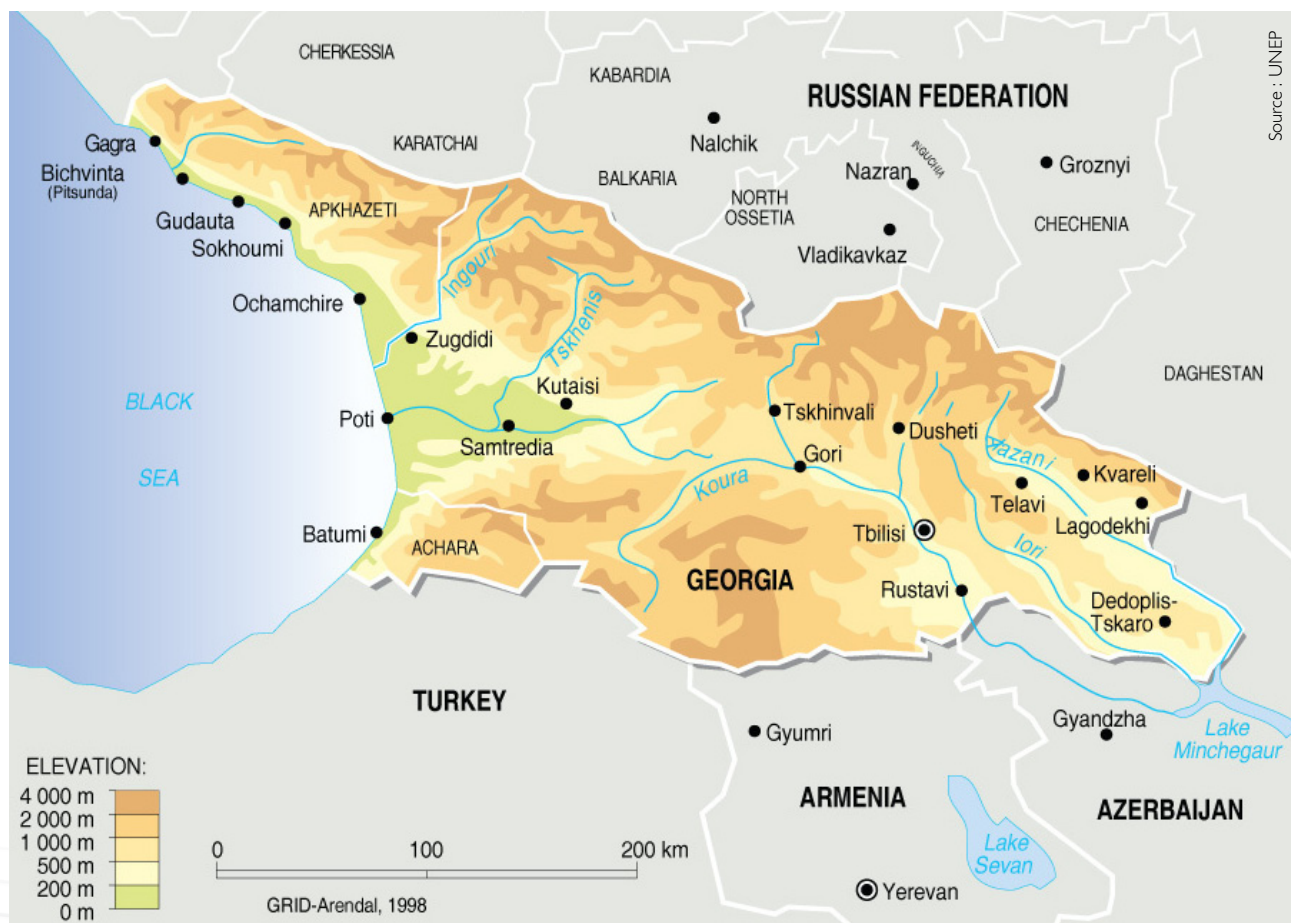 CHERKESSIA
KABARDIA
RUSSIAN FEDERATION
Source : UNEP
Nalchik
KARATCHAI
BALKARIA
NORTH
OSSETIA
Nazran
INGUCHIA
Groznyi
CHECHENIA
Vladikavkaz
DAGHESTAN
Gagra
Bichvinta
(Pitsunda)
Gudauta
Sokhoumi
APKHAZETI
Ochamchire
Ingouri
Zugdidi
Tskhenis
Kutaisi
BLACK
SEA
Poti
Samtredia
Tskhinvali
Gori
Dusheti
Koura
Yazani
Kvareli
Telavi
Lagodekhi
Batumi
ACHARA
Tbilisi
Iori
GEORGIA
Rustavi
Dedoplis-
Tskaro
TURKEY
Gyumri
Gyandzha
Lake
Minchegaur
ARMENIA
AZERBAIJAN
Lake
Sevan
Yerevan
ELEVATION:
4 000 m
2 000 m
1 000 m
500 m
200 m
0 m
0 100 200 km
GRID-Arendal, 1998